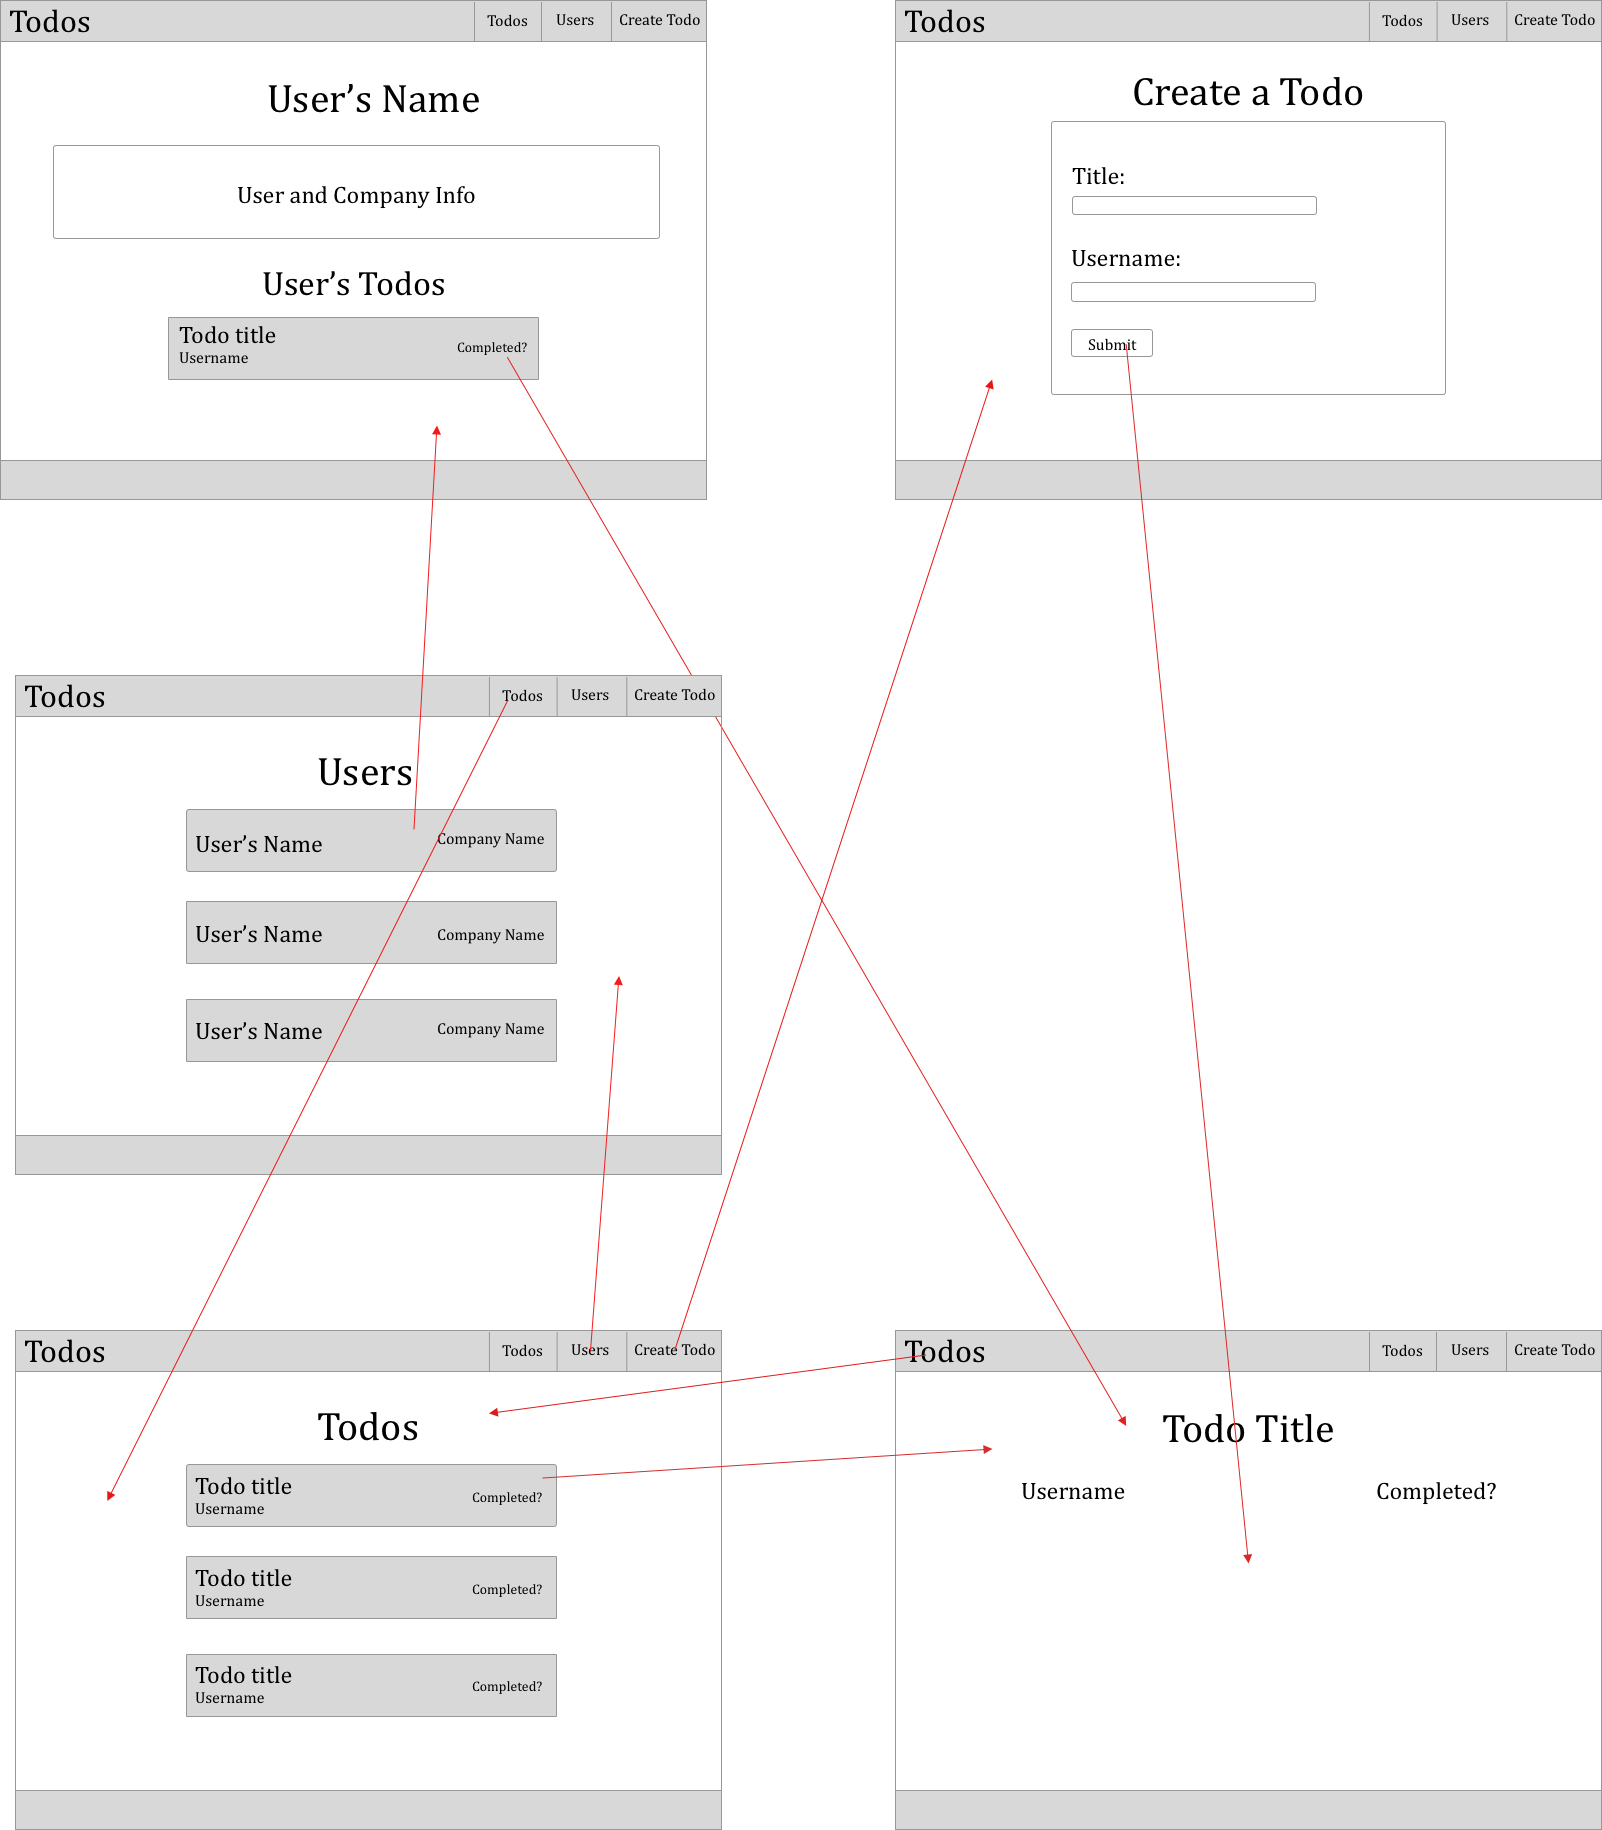 Todos
Todos
Users
Create Todo
User’s Name
User and Company Info
User’s Todos
Todo title
Username
Completed?
Todos
Todos
Users
Create Todo
Create a Todo
Title:
Username:
Submit
Todos
Todos
Users
Create Todo
Users
User’s Name
Company Name
User’s Name
Company Name
User’s Name
Company Name
Todos
Todos
Users
Create Todo
Todos
Todo title
Username
Completed?
Todo title
Username
Completed?
Todo title
Username
Completed?
Todos
Todos
Users
Create Todo
Todo Title
Username
Completed?